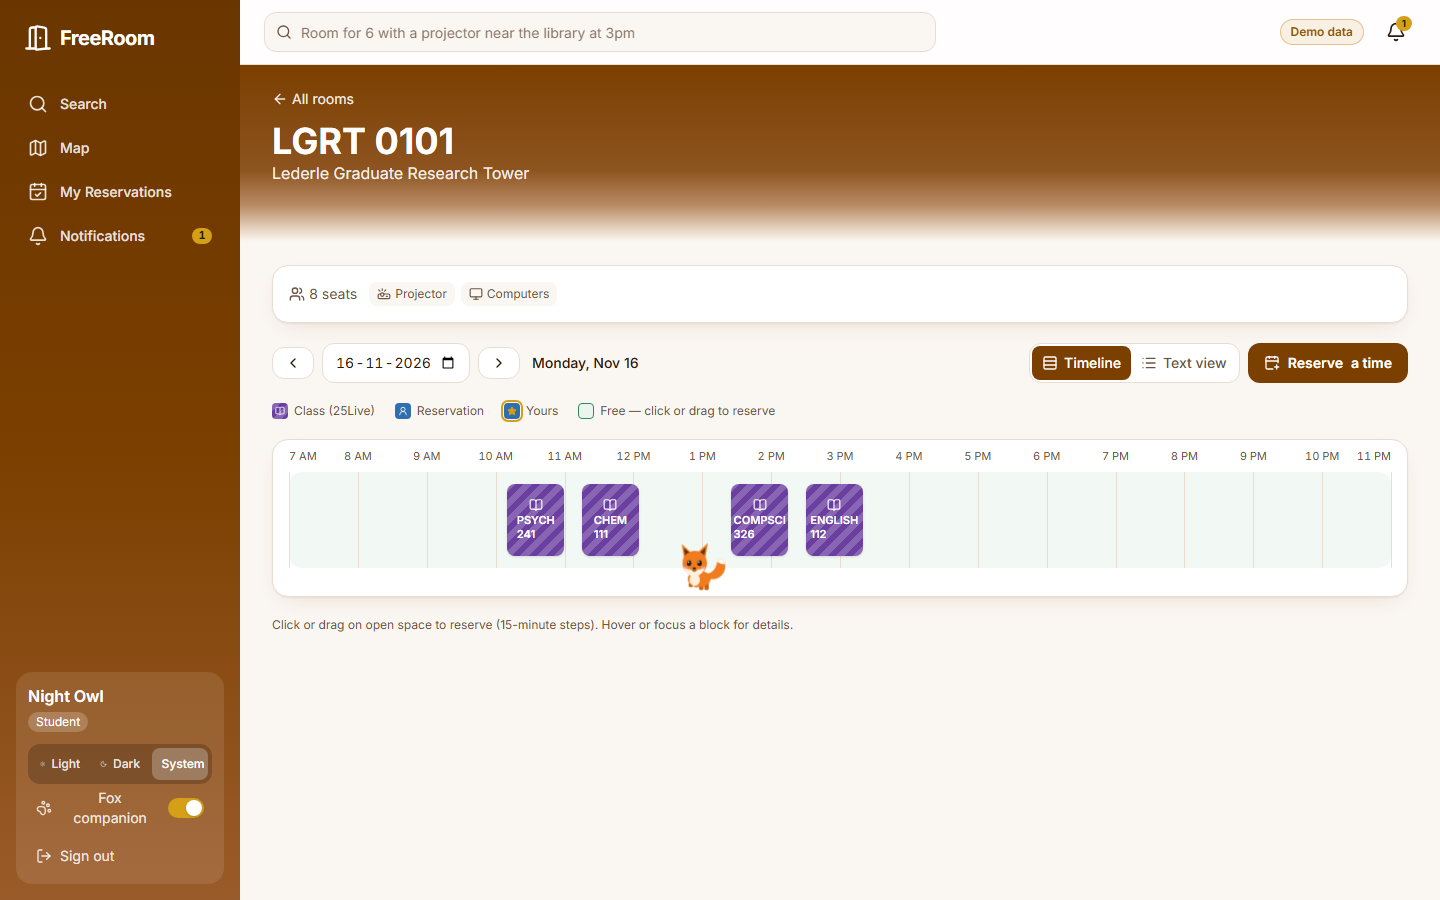 FreeRoom
Search
Map
My Reservations
Notifications 1
Night Owl
Student
Light Dark System
Fox
companion
Sign out
Room for 6 with a projector near the library at 3pm
Demo data
1
All rooms
LGRT 0101
Lederle Graduate Research Tower
8 seats Projector Computers
16-11-2026 Monday, Nov 16
Timeline Text view Reserve a time
Class (25Live) Reservation Yours Free — click or drag to reserve
7 AM 8 AM 9 AM 10 AM 11 AM 12 PM 1 PM 2 PM 3 PM 4 PM 5 PM 6 PM 7 PM 8 PM 9 PM 10 PM 11 PM
PSYCH
241
CHEM
111
COMPSCI
326
ENGLISH
112
Click or drag on open space to reserve (15-minute steps). Hover or focus a block for details.